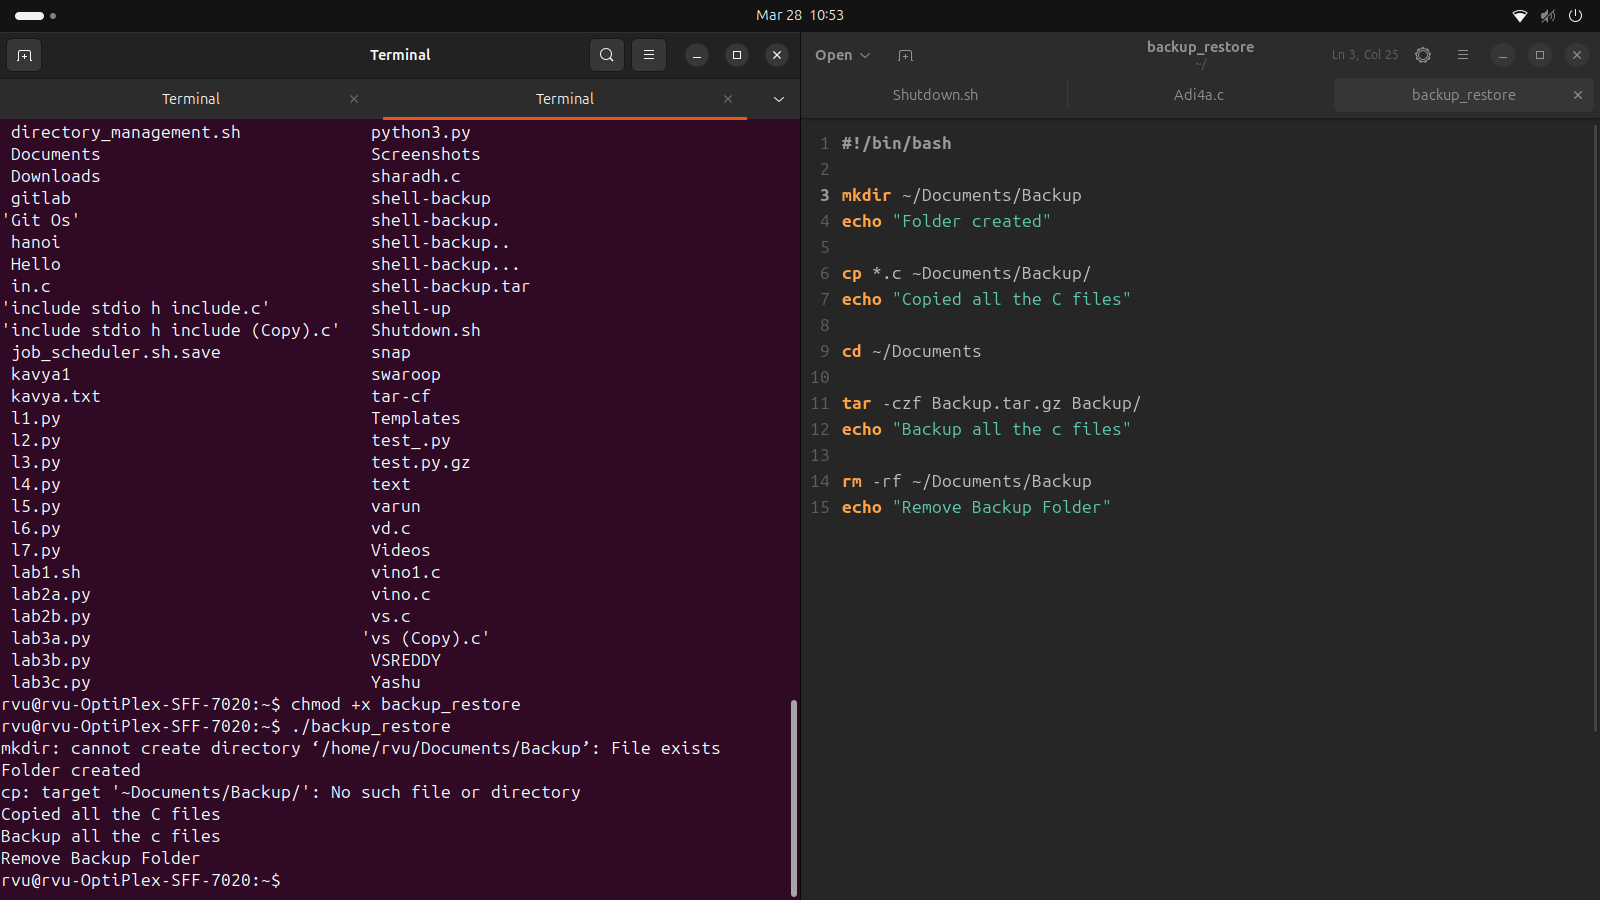 Mar 28 10:53
Terminal
Terminal
Terminal
directory_management.sh python3.py
Documents Screenshots
Downloads sharadh.c
gitlab shell-backup
'Git Os' shell-backup.
hanoi shell-backup..
Hello shell-backup...
in.c shell-backup.tar
'include stdio h include.c' shell-up
'include stdio h include (Copy).c' Shutdown.sh
job_scheduler.sh.save snap
kavya1 swaroop
kavya.txt tar-cf
l1.py Templates
l2.py test_.py
l3.py test.py.gz
l4.py text
l5.py varun
l6.py vd.c
l7.py Videos
lab1.sh vino1.c
lab2a.py vino.c
lab2b.py vs.c
lab3a.py 'vs (Copy).c'
lab3b.py VSREDDY
lab3c.py Yashu
rvu@rvu-OptiPlex-SFF-7020:~$ chmod +x backup_restore
rvu@rvu-OptiPlex-SFF-7020:~$ ./backup_restore
mkdir: cannot create directory ‘/home/rvu/Documents/Backup’: File exists
Folder created
cp: target '~Documents/Backup/': No such file or directory
Copied all the C files
Backup all the c files
Remove Backup Folder
rvu@rvu-OptiPlex-SFF-7020:~$
Open
backup_restore
~/
Ln 3, Col 25
Shutdown.sh
Adi4a.c
backup_restore
1 #!/bin/bash
2
3 mkdir ~/Documents/Backup
4 echo "Folder created"
5
6 cp *.c ~Documents/Backup/
7 echo "Copied all the C files"
8
9 cd ~/Documents
10
11 tar -czf Backup.tar.gz Backup/
12 echo "Backup all the c files"
13
14 rm -rf ~/Documents/Backup
15 echo "Remove Backup Folder"